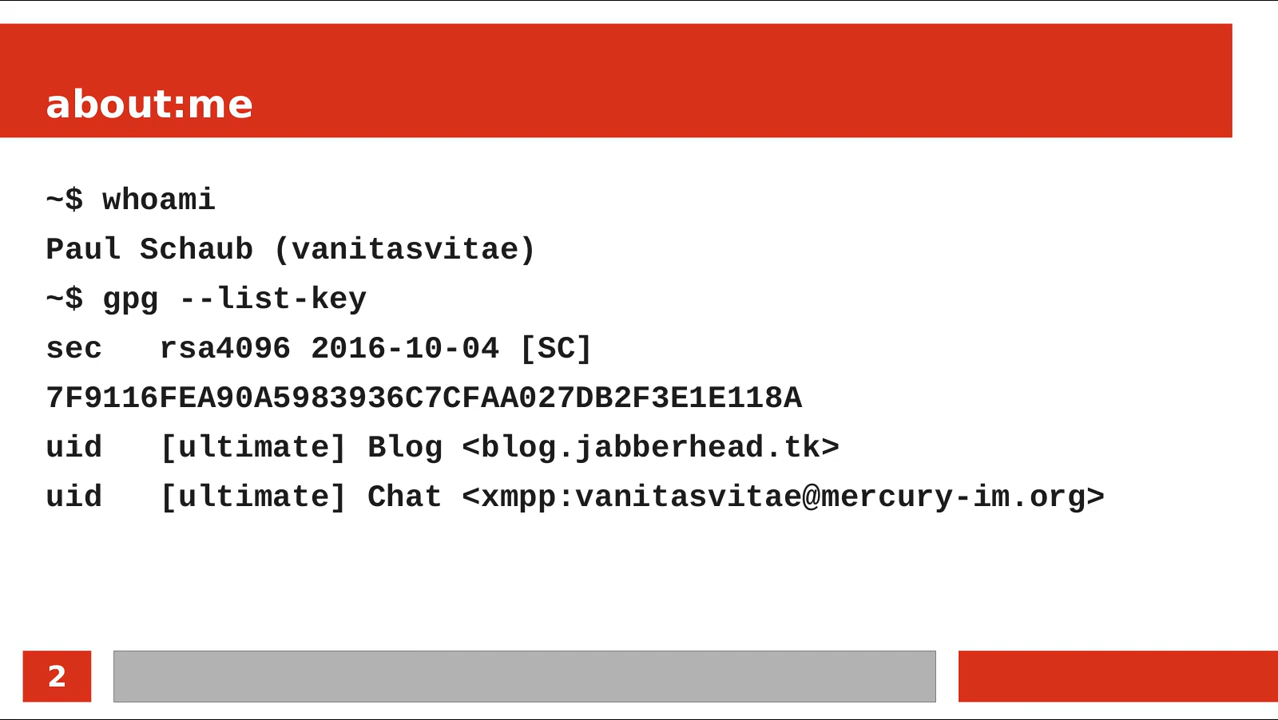 about:me
~$ whoami
Paul Schaub (vanitasvitae)
~$ gpg --list-key
sec   rsa4096 2016-10-04 [SC]
7F9116FEA90A5983936C7CFAA027DB2F3E1E118A
uid   [ultimate] Blog <blog.jabberhead.tk>
uid   [ultimate] Chat <xmpp:vanitasvitae@mercury-im.org>
2